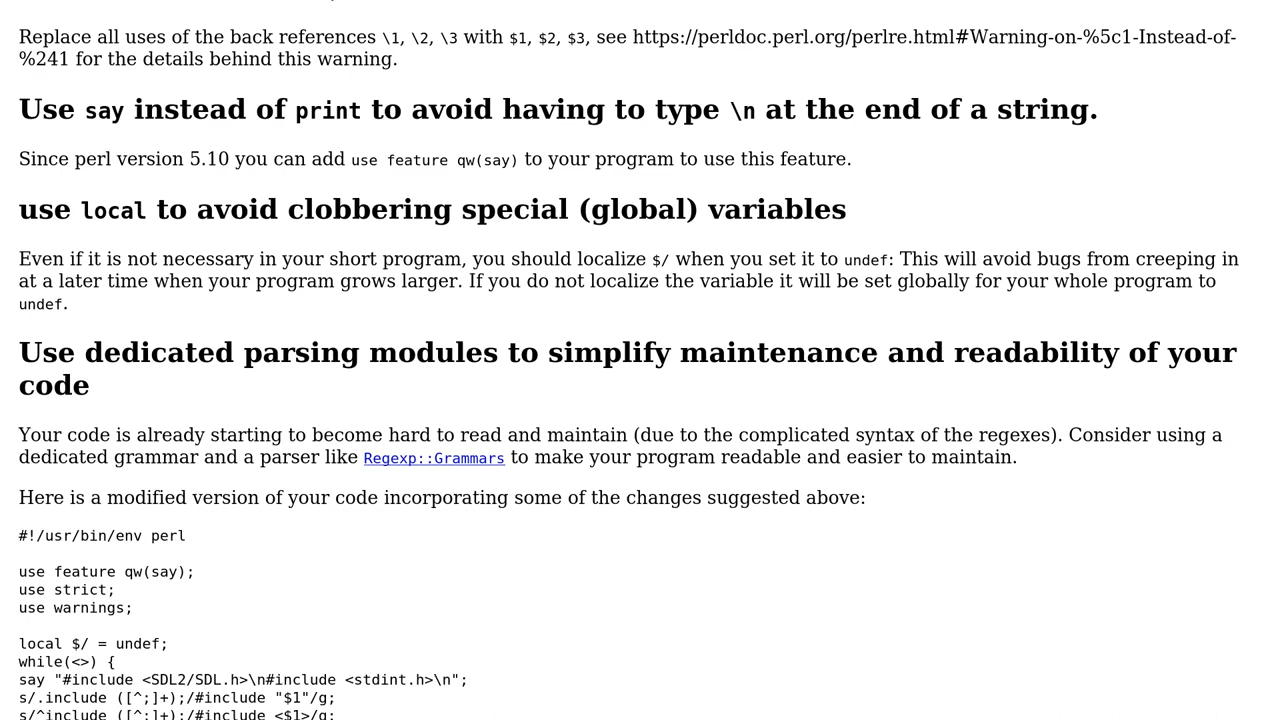 Replace all uses of the back references \1, \2, \3 with $1, $2, $3, see https://perldoc.perl.org/perlre.html#Warning-on-%5c1-Instead-of-
%241 for the details behind this warning.
Use say instead of print to avoid having to type \n at the end of a string.
Since perl version 5.10 you can add use feature qw(say) to your program to use this feature.
use local to avoid clobbering special (global) variables
Even if it is not necessary in your short program, you should localize $/ when you set it to undef: This will avoid bugs from creeping in
at a later time when your program grows larger. If you do not localize the variable it will be set globally for your whole program to
undef.
Use dedicated parsing modules to simplify maintenance and readability of your
code
Your code is already starting to become hard to read and maintain (due to the complicated syntax of the regexes). Consider using a
dedicated grammar and a parser like Regexp::Grammars to make your program readable and easier to maintain.
Here is a modified version of your code incorporating some of the changes suggested above:
#!/usr/bin/env perl
use feature qw(say);
use strict;
use warnings;
local $/ = undef;
while(<>) {
say "#include <SDL2/SDL.h>\n#include <stdint.h>\n";
s/.include ([^;]+);/#include "$1"/g;
s/^include ([^;]+);/#include <$1>/g;